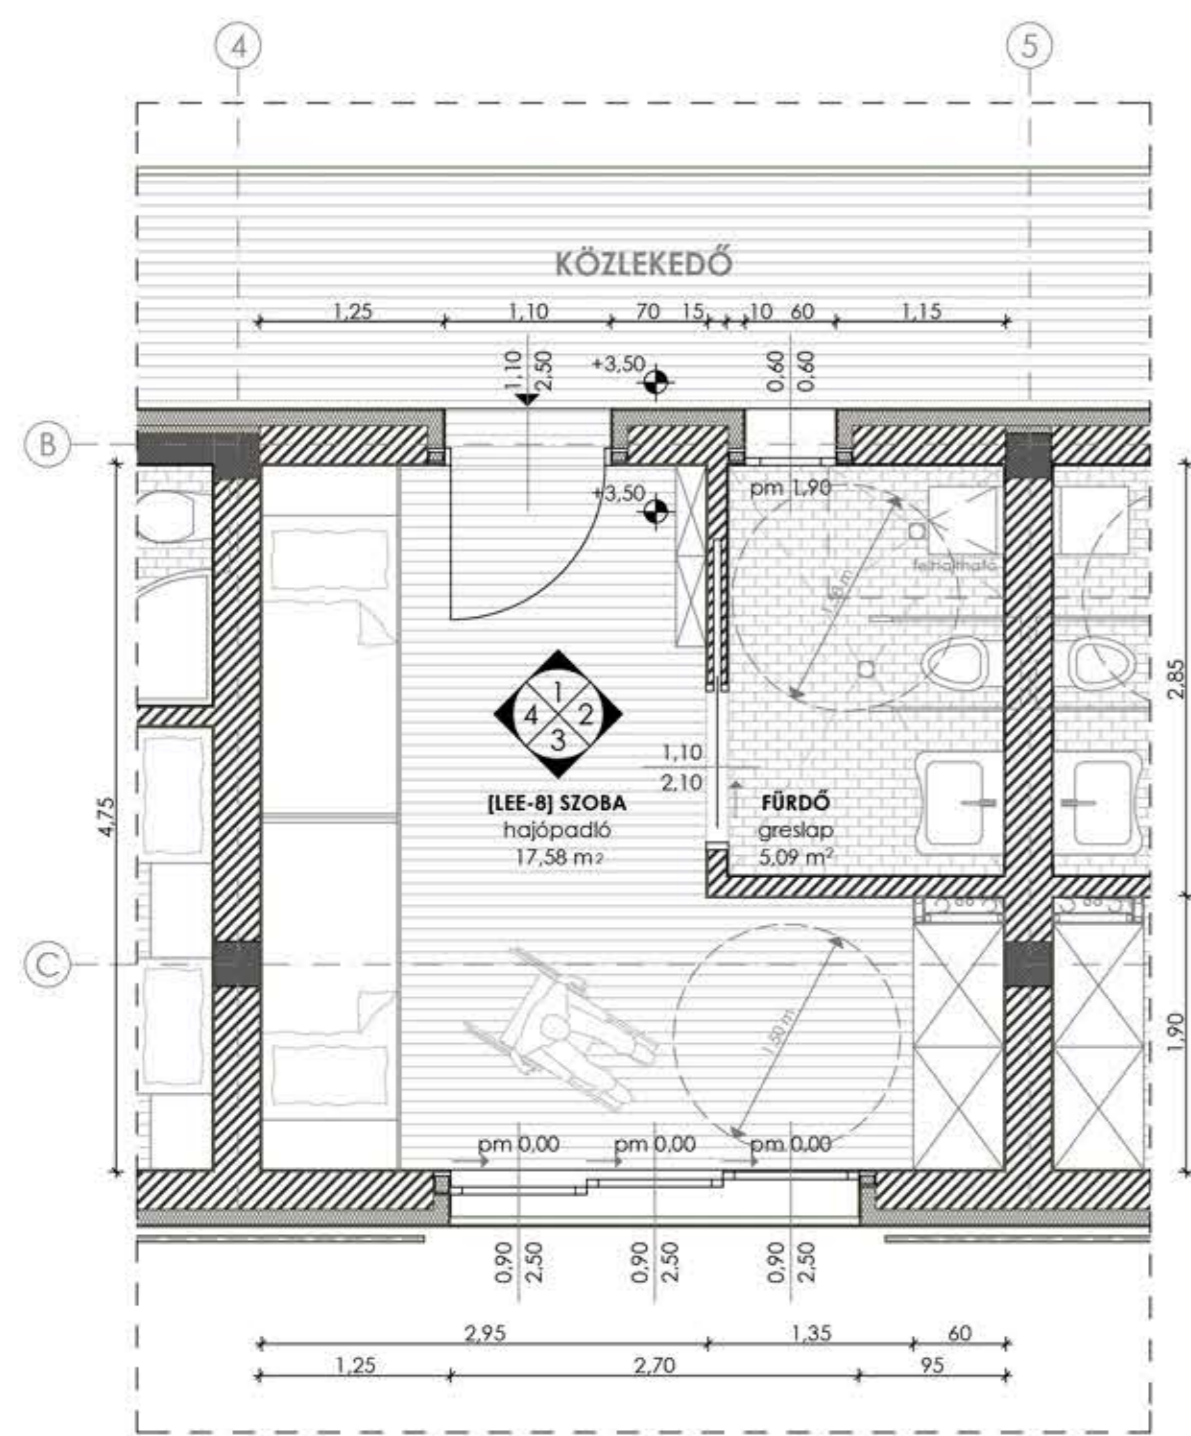 4
5
KÖZLEKEDŐ
1,25
1,10
70
15
10
60
1,15
1,10
2,50
+3,50
0,60
0,60
B
+3,50
pm 1,90
1,50 m
felhajtható
2,85
1
4
2
3
1,10
2,10
4,75
[LEE-8] SZOBA
hajópadló
17,58 m2
FÜRDŐ
greslap
5,09 m²
C
1,50 m
1,90
pm 0,00
pm 0,00
pm 0,00
0,90
2,50
0,90
2,50
0,90
2,50
2,95
1,35
60
1,25
2,70
95